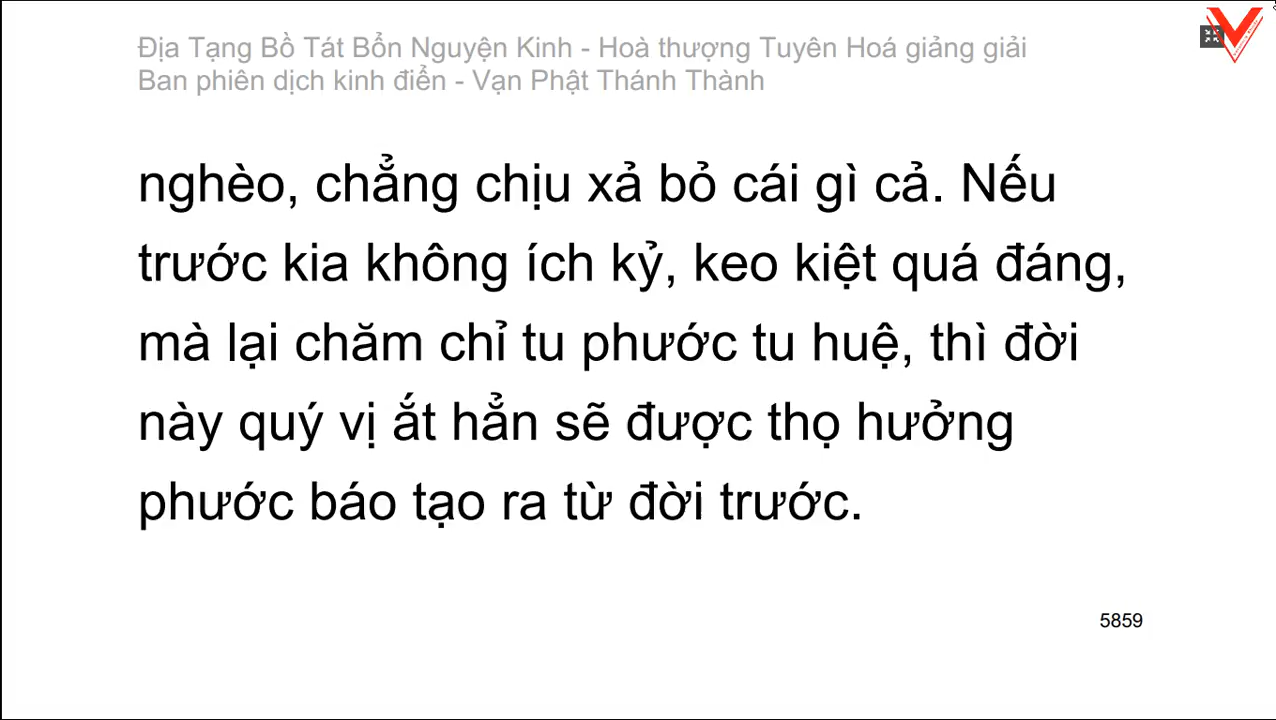 Địa Tạng Bồ Tát Bổn Nguyện Kinh - Hoà thượng Tuyên Hoá giảng giải
Ban phiên dịch kinh điển - Vạn Phật Thánh Thành
nghèo, chẳng chịu xả bỏ cái gì cả. Nếu
trước kia không ích kỷ, keo kiệt quá đáng,
mà lại chăm chỉ tu phước tu huệ, thì đời
này quý vị ắt hẳn sẽ được thọ hưởng
phước báo tạo ra từ đời trước.
5859